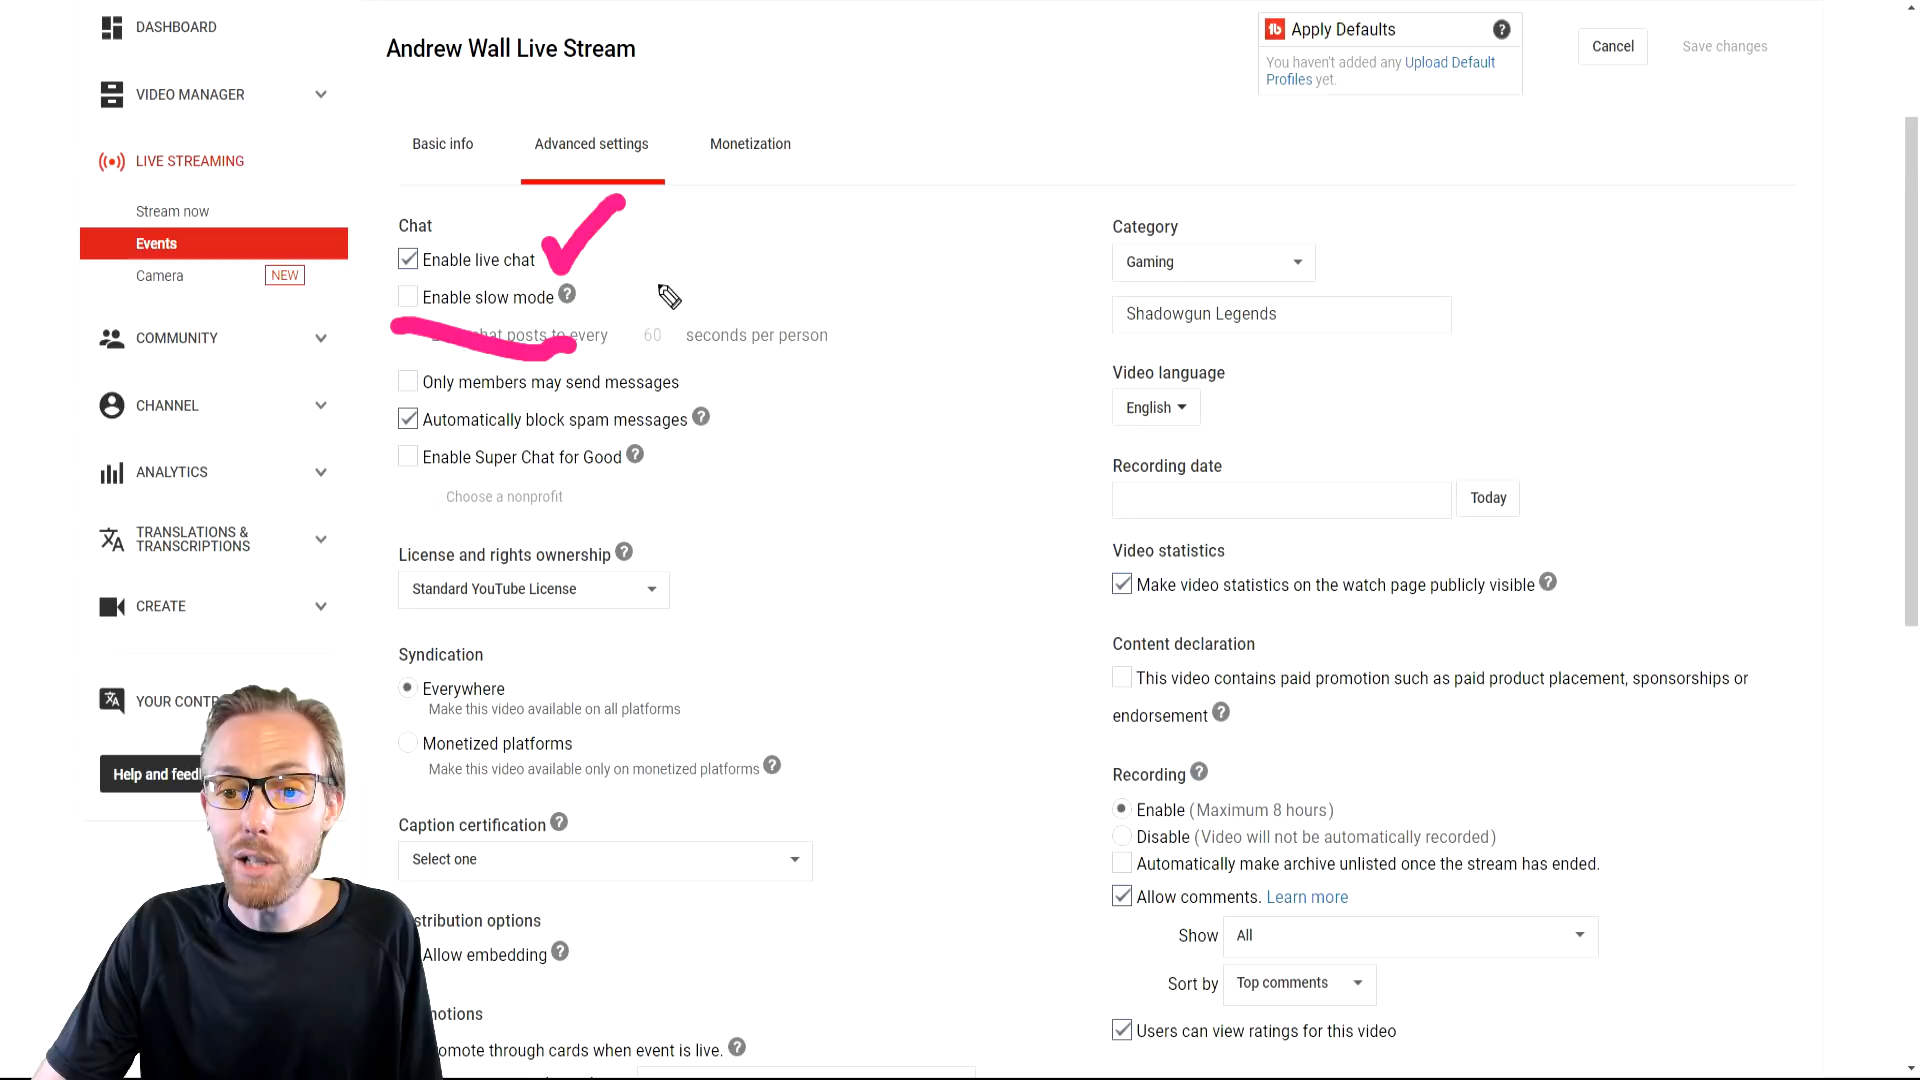 DASHBOARD
VIDEO MANAGER
LIVE STREAMING
Stream now
Events
Camera NEW
COMMUNITY
CHANNEL
ANALYTICS
TRANSLATIONS &
TRANSCRIPTIONS
CREATE
YOUR
Help and
Andrew Wall Live Stream
Apply Defaults ?
You haven't added any Upload Default
Profiles yet.
Cancel
Save changes
Basic info
Advanced settings
Monetization
Chat
Enable live chat
Enable slow mode ?
posts to every 60 seconds per person
Only members may send messages
Automatically block spam messages ?
Enable Super Chat for Good ?
Choose a nonprofit
License and rights ownership ?
Standard YouTube License
Syndication
Everywhere
Make this video available on all platforms
Monetized platforms
Make this video available only on monetized platforms ?
Caption certification ?
Select one
options
Allow embedding ?
through cards when event is live. ?
Category
Gaming
Shadowgun Legends
Video language
English
Recording date
Today
Video statistics
Make video statistics on the watch page publicly visible ?
Content declaration
This video contains paid promotion such as paid product placement, sponsorships or
endorsement ?
Recording ?
Enable (Maximum 8 hours)
Disable (Video will not be automatically recorded)
Automatically make archive unlisted once the stream has ended.
Allow comments. Learn more
Show All
Sort by Top comments
Users can view ratings for this video